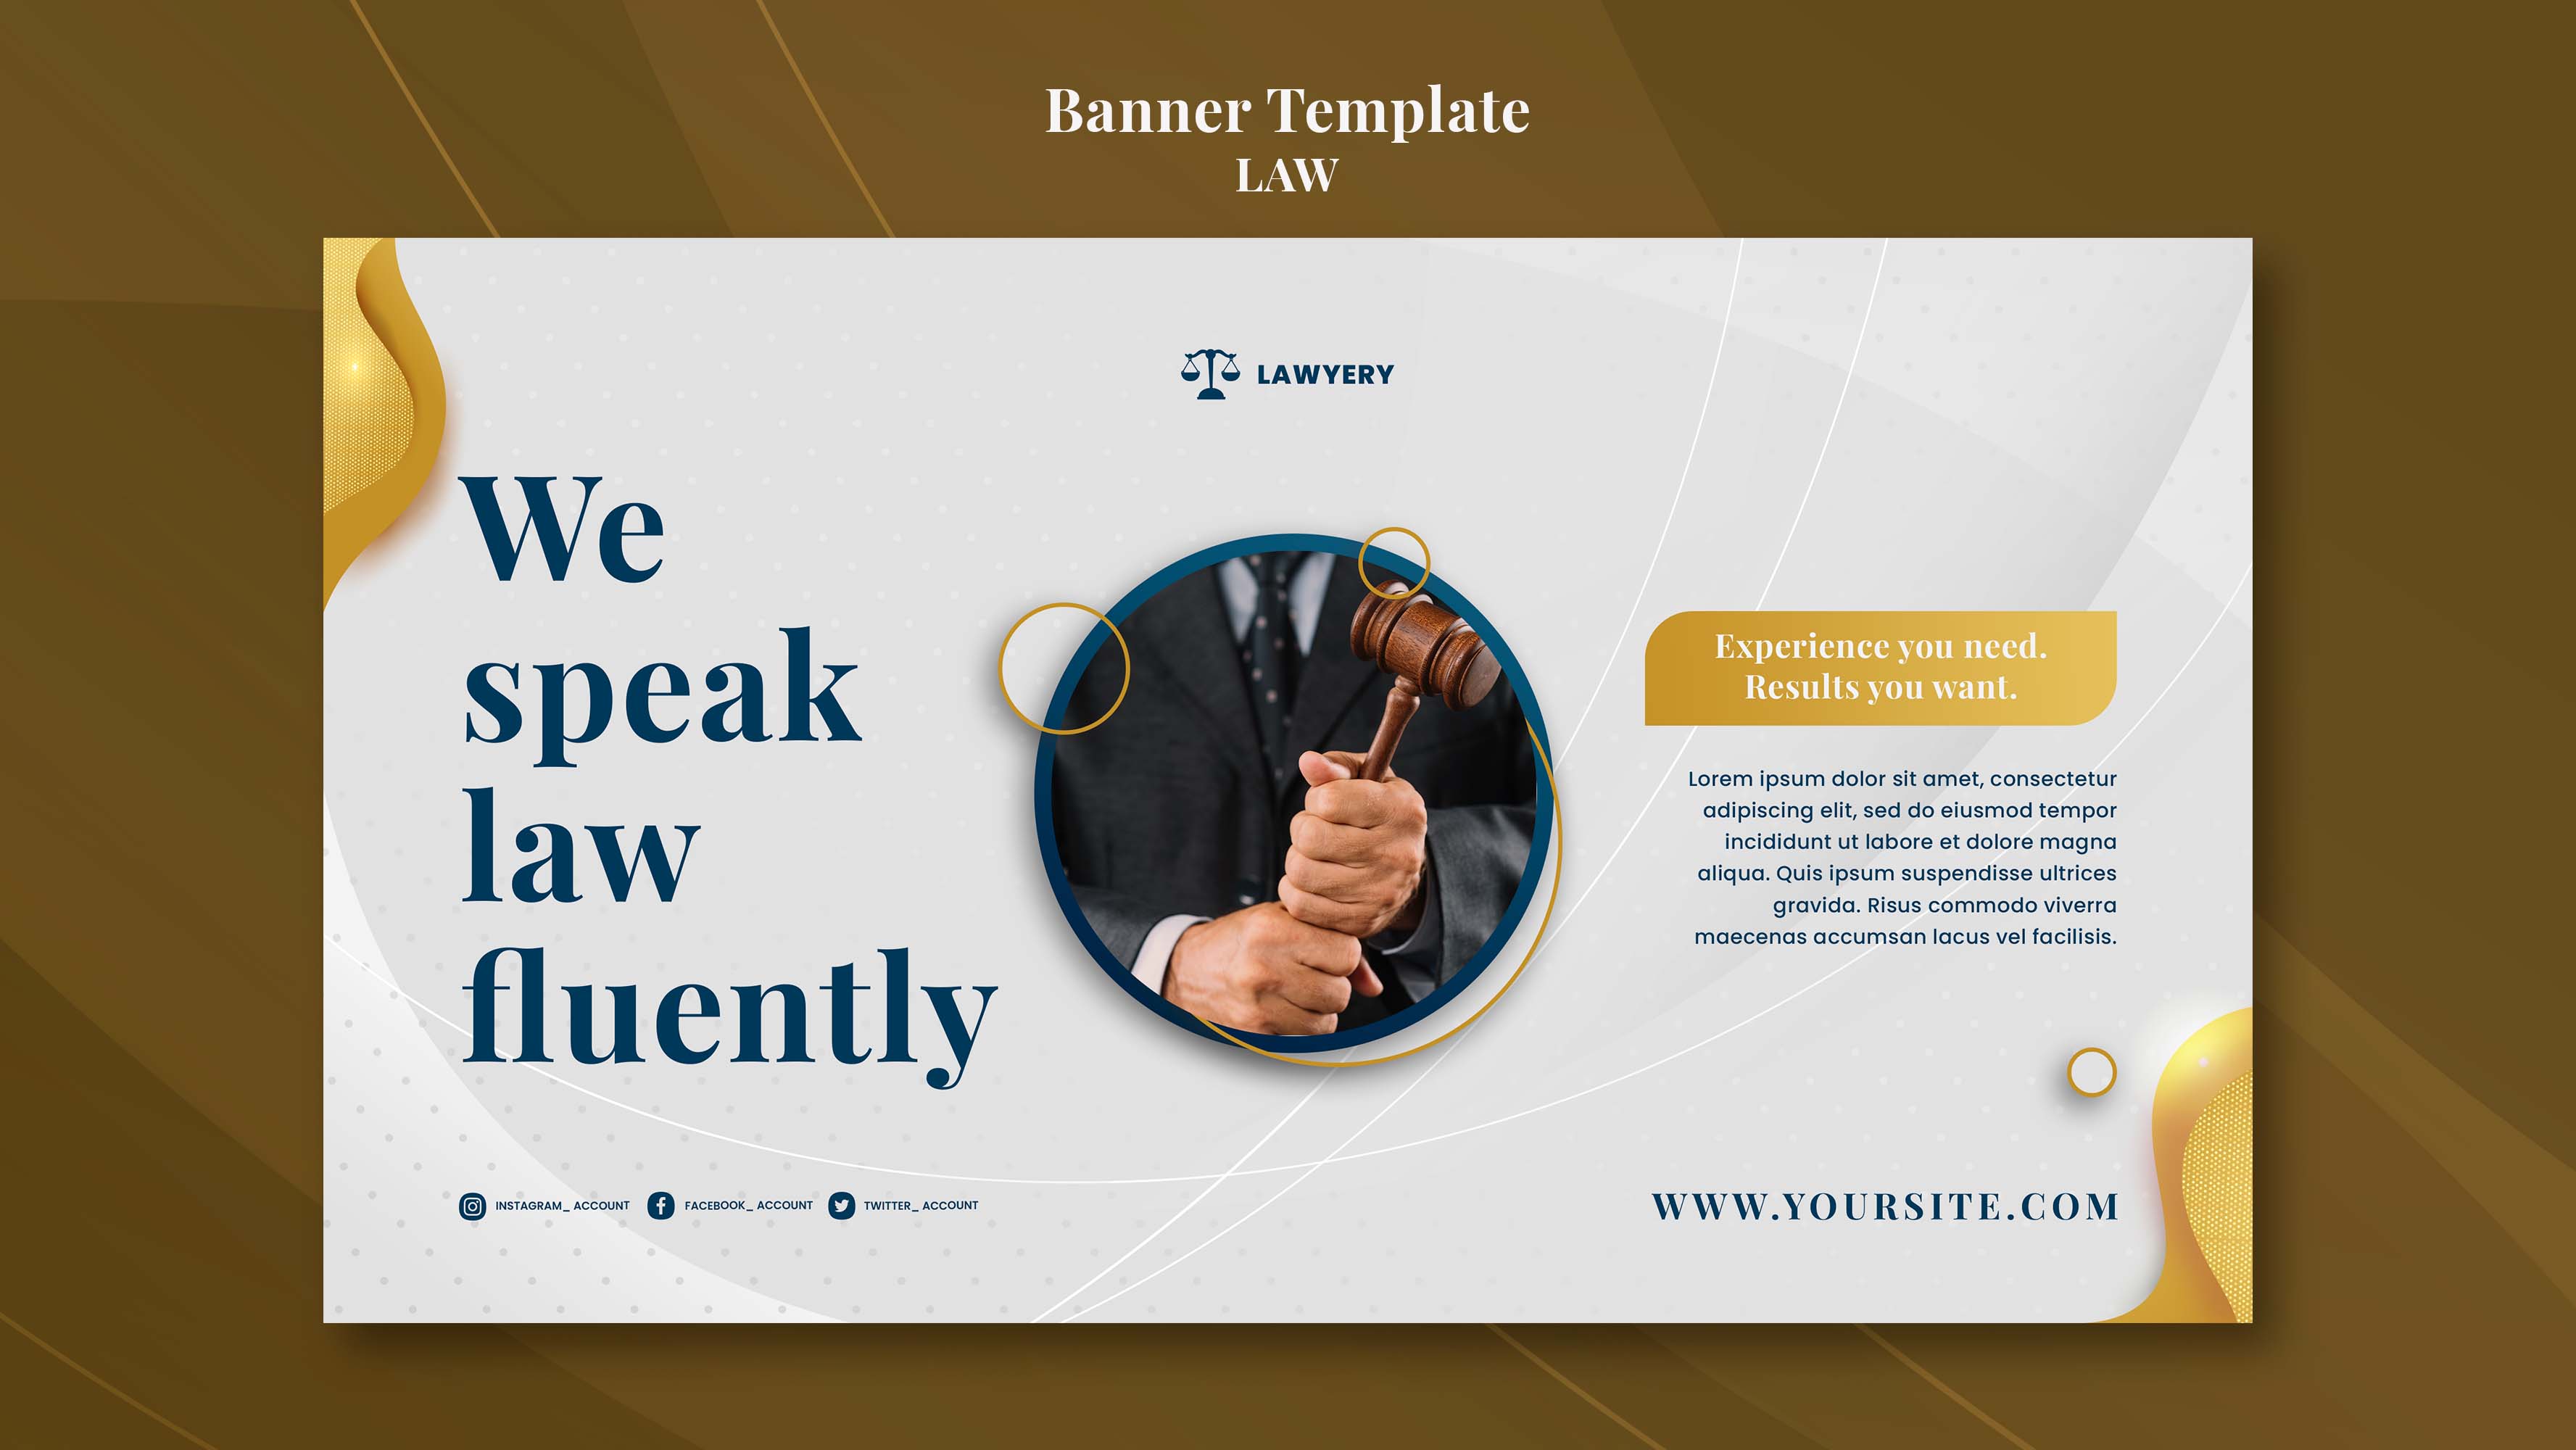 Banner Template
LAW
LAWYERY
We
speak
law
fluently
Experience you need.
Results you want.
Lorem ipsum dolor sit amet, consectetur
adipiscing elit, sed do eiusmod tempor
incididunt ut labore et dolore magna
aliqua. Quis ipsum suspendisse ultrices
gravida. Risus commodo viverra
maecenas accumsan lacus vel facilisis.
INSTAGRAM_ ACCOUNT
FACEBOOK_ ACCOUNT
TWITTER_ ACCOUNT
WWW.YOURSITE.COM